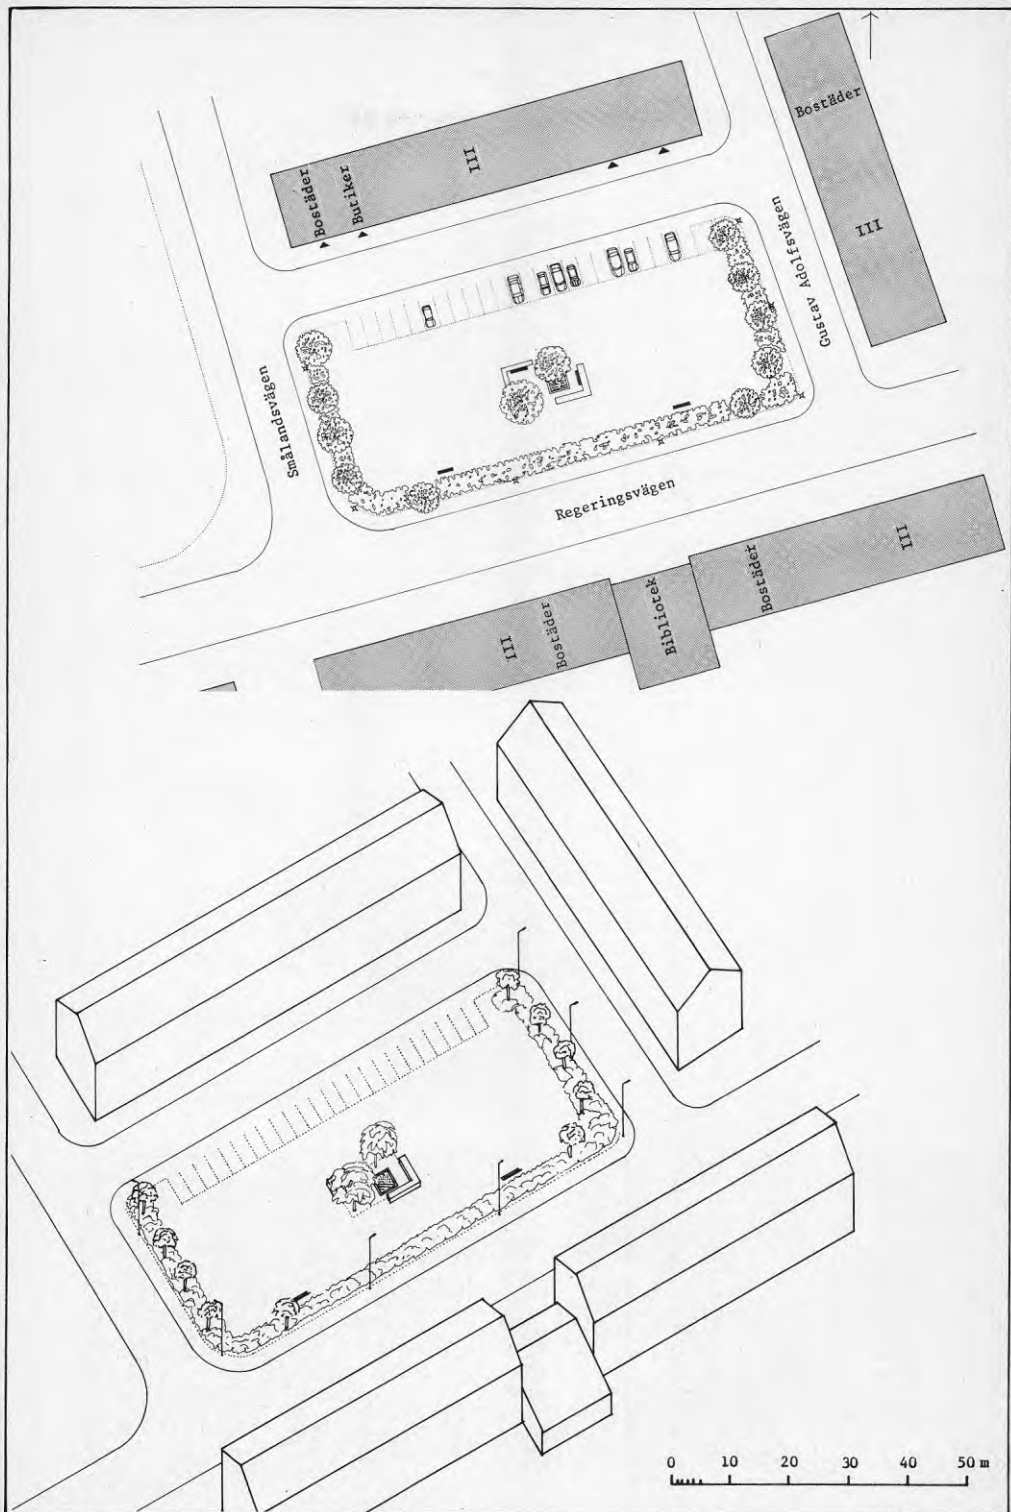 Bostäder
Butiker
III
Bostäder
III
Smålandsvägen
Gustav Adolfsvägen
Regeringsvägen
III
Bostäder
Bibliotek
Bostäder
III
0 10 20 30 40 50 m